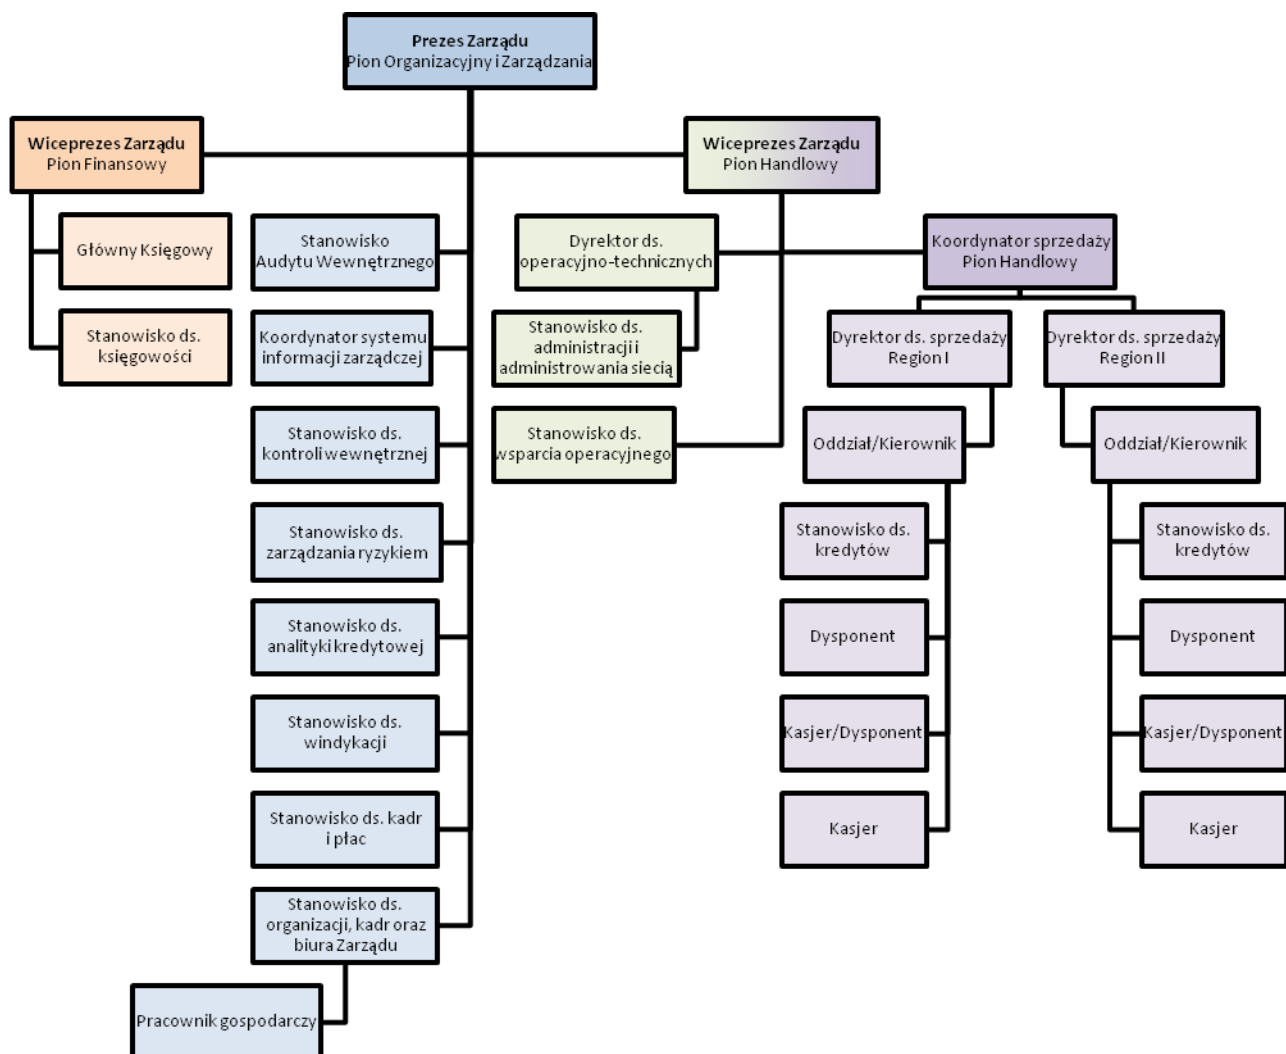 Prezes Zarządu
Pion Organizacyjny i Zarządzania
Wiceprezes Zarządu
Pion Finansowy
Wiceprezes Zarządu
Pion Handlowy
Główny Księgowy
Stanowisko ds.
księgowości
Stanowisko
Audytu Wewnętrznego
Koordynator systemu
informacji zarządczej
Stanowisko ds.
kontroli wewnętrznej
Stanowisko ds.
zarządzania ryzykiem
Stanowisko ds.
analityki kredytowej
Stanowisko ds.
windykacji
Stanowisko ds. kadr
i płac
Stanowisko ds.
organizacji, kadr oraz
biura Zarządu
Pracownik gospodarczy
Dyrektor ds.
operacyjno-technicznych
Stanowisko ds.
administracji i
administrowania siecią
Stanowisko ds.
wsparcia operacyjnego
Koordynator sprzedaży
Pion Handlowy
Dyrektor ds. sprzedaży
Region I
Oddział/Kierownik
Stanowisko ds.
kredytów
Dysponent
Kasjer/Dysponent
Kasjer
Dyrektor ds. sprzedaży
Region II
Oddział/Kierownik
Stanowisko ds.
kredytów
Dysponent
Kasjer/Dysponent
Kasjer